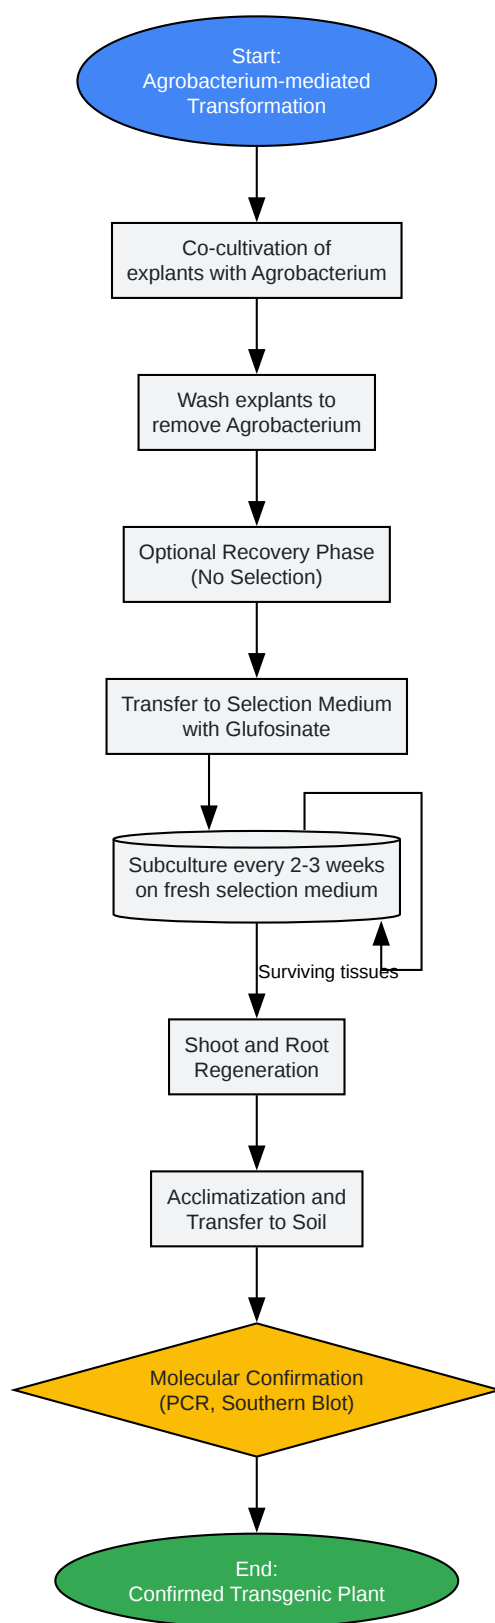 Start:
Agrobacterium-mediated
Transformation
Co-cultivation of
explants with Agrobacterium
Wash explants to
remove Agrobacterium
Optional Recovery Phase
(No Selection)
Transfer to Selection Medium
with Glufosinate
Subculture every 2-3 weeks
on fresh selection medium
Surviving tissues
Shoot and Root
Regeneration
Acclimatization and
Transfer to Soil
Molecular Confirmation
(PCR, Southern Blot)
End:
Confirmed Transgenic Plant